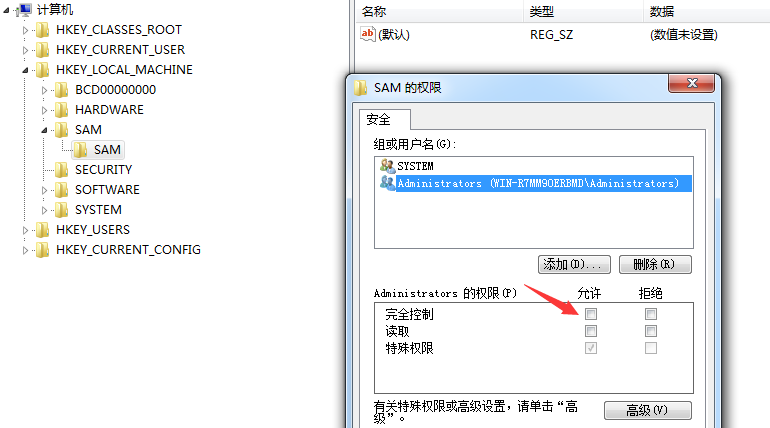 计算机
HKEY_CLASSES_ROOT
HKEY_CURRENT_USER
HKEY_LOCAL_MACHINE
BCD00000000
HARDWARE
SAM
SAM
SECURITY
SOFTWARE
SYSTEM
HKEY_USERS
HKEY_CURRENT_CONFIG
名称 类型 数据
ab (默认) REG_SZ (数值未设置)
SAM 的权限
安全
组或用户名(G):
SYSTEM
Administrators (WIN-R7MM90ERBMD\Administrators)
添加(D)... 删除(R)
Administrators 的权限(P) 允许 拒绝
完全控制
读取
特殊权限
有关特殊权限或高级设置，请单击“高
级”。
高级(V)